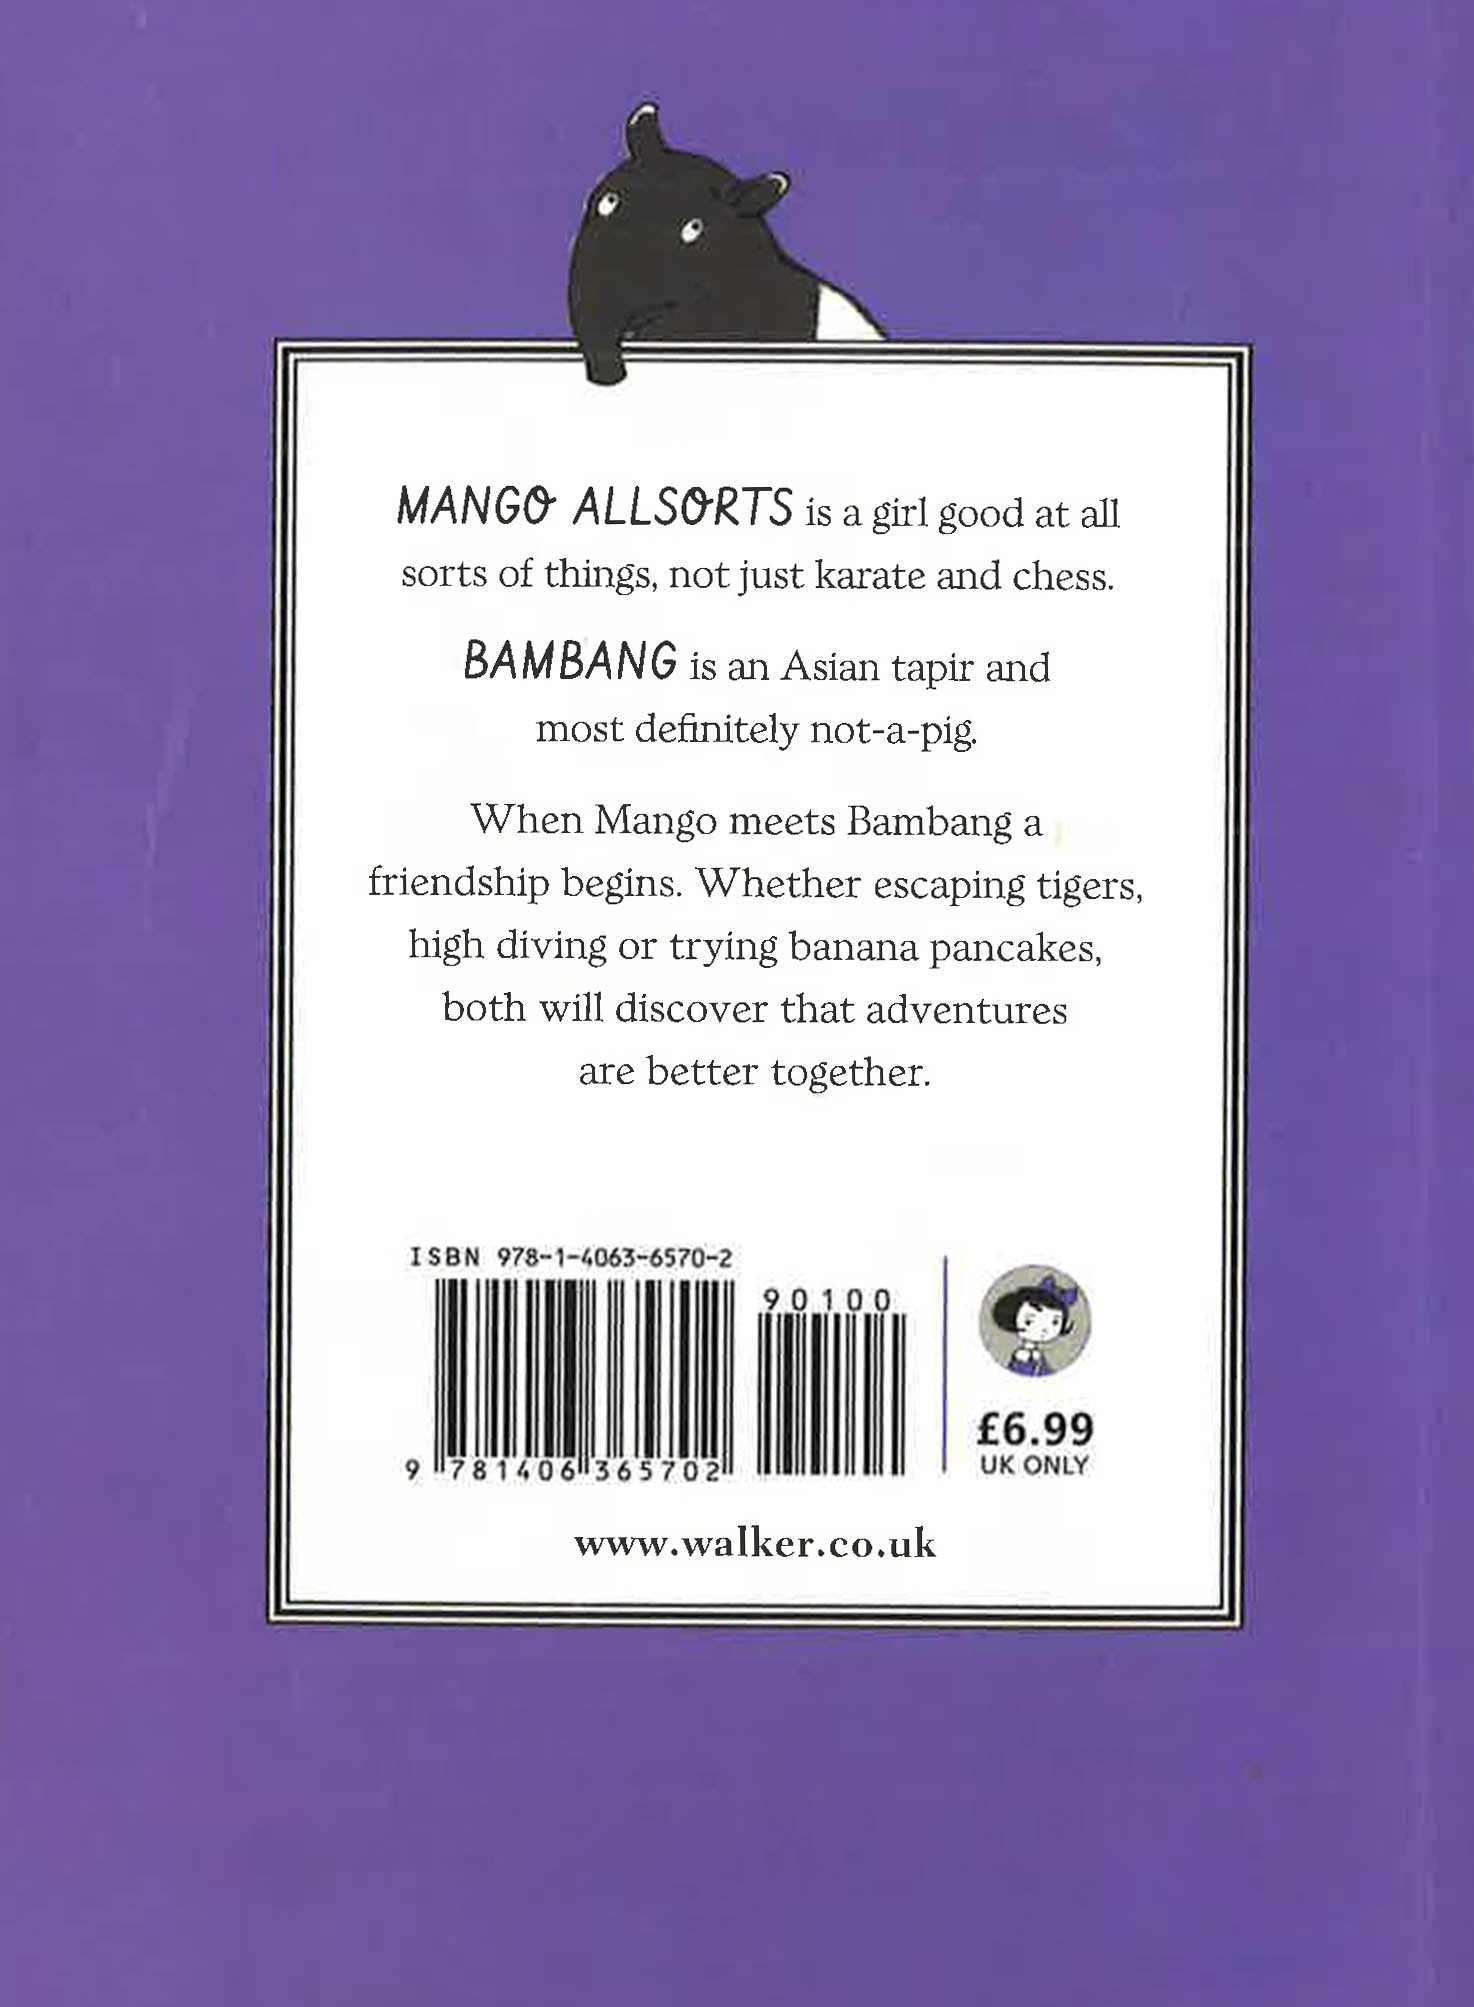 MANGO ALLSORTS is a girl good at all
sorts of things, not just karate and chess.
BAMBANG is an Asian tapir and
most definitely not-a-pig.
When Mango meets Bambang a
friendship begins. Whether escaping tigers,
high diving or trying banana pancakes,
both will discover that adventures
are better together.
ISBN 978-1-4063-6570-2
90100
9 781406 365702
£6.99
UK ONLY
www.walker.co.uk